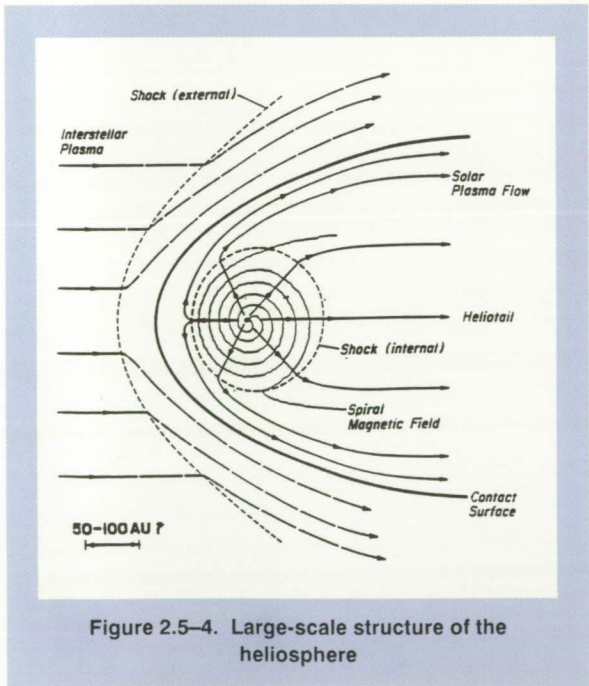 Shock (external)
Interstellar
Plasma
Solar
Plasma Flow
Heliotail
Shock (internal)
Spiral
Magnetic Field
Contact
Surface
50-100 AU ?
Figure 2.5–4. Large-scale structure of the
heliosphere